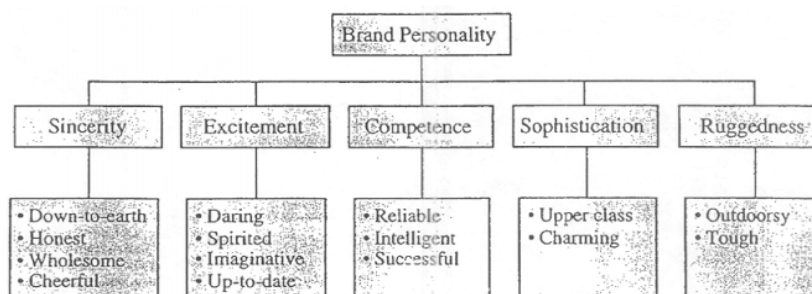 Brand Personality
Sincerity
Excitement
Competence
Sophistication
Ruggedness
• Down-to-earth
• Honest
• Wholesome
• Cheerful
• Daring
• Spirited
• Imaginative
• Up-to-date
• Reliable
• Intelligent
• Successful
• Upper class
• Charming
• Outdoorsy
• Tough